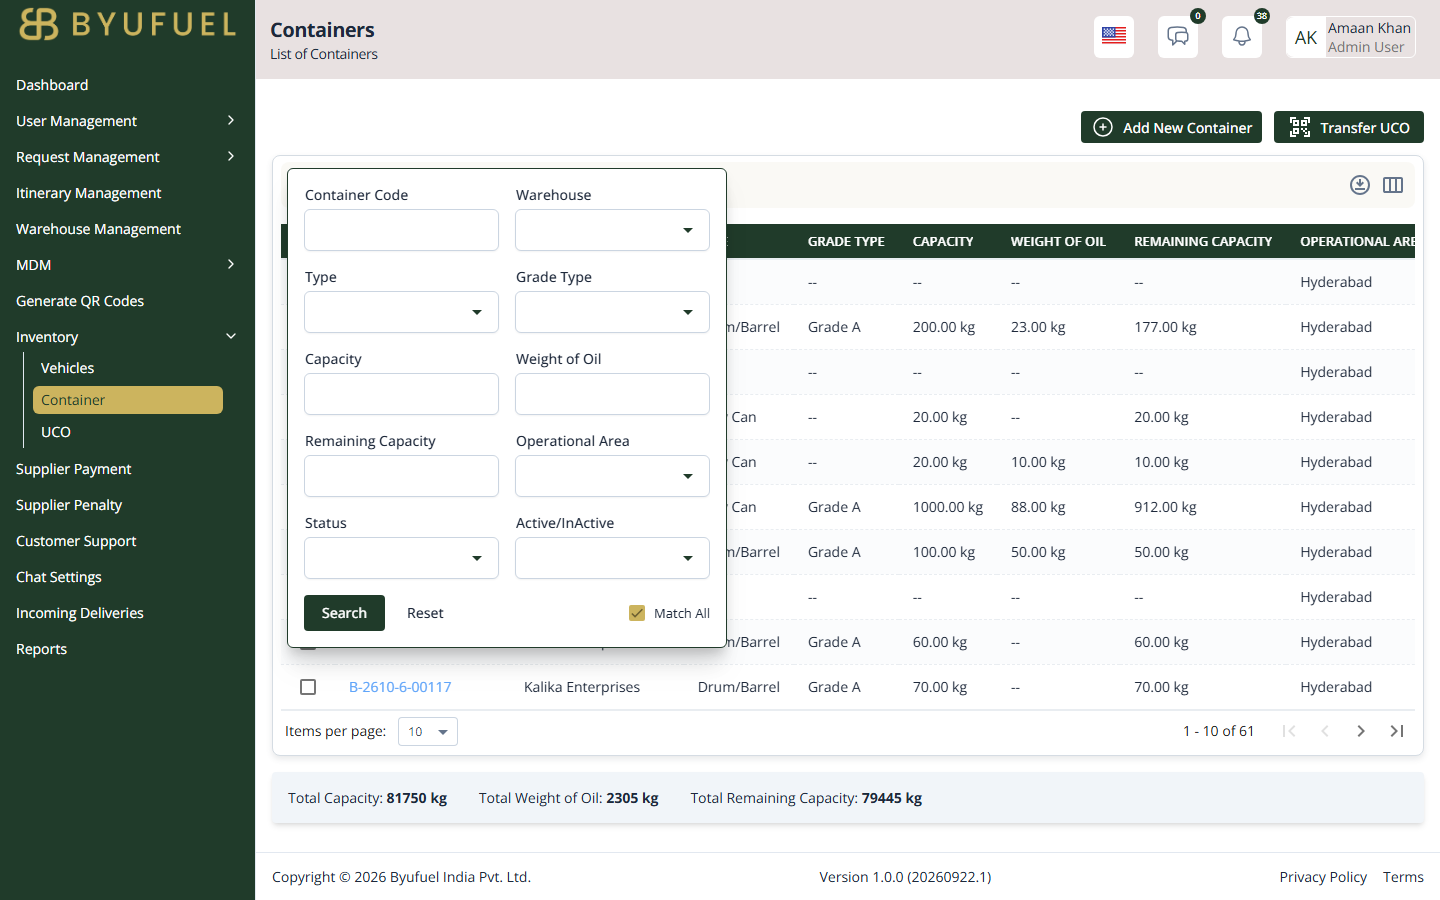 BYUFUEL
Dashboard
User Management
Request Management
Itinerary Management
Warehouse Management
MDM
Generate QR Codes
Inventory
Vehicles
Container
UCO
Supplier Payment
Supplier Penalty
Customer Support
Chat Settings
Incoming Deliveries
Reports
Containers
List of Containers
0
38
AK
Amaan Khan
Admin User
Add New Container
Transfer UCO
Container Code
Warehouse
Type
Grade Type
Capacity
Weight of Oil
Remaining Capacity
Operational Area
Status
Active/InActive
Search
Reset
Match All
GRADE TYPE CAPACITY WEIGHT OF OIL REMAINING CAPACITY OPERATIONAL ARE
-- -- -- -- Hyderabad
m/Barrel Grade A 200.00 kg 23.00 kg 177.00 kg Hyderabad
-- -- -- -- Hyderabad
Can -- 20.00 kg -- 20.00 kg Hyderabad
Can -- 20.00 kg 10.00 kg 10.00 kg Hyderabad
Can Grade A 1000.00 kg 88.00 kg 912.00 kg Hyderabad
m/Barrel Grade A 100.00 kg 50.00 kg 50.00 kg Hyderabad
-- -- -- -- Hyderabad
m/Barrel Grade A 60.00 kg -- 60.00 kg Hyderabad
B-2610-6-00117 Kalika Enterprises Drum/Barrel Grade A 70.00 kg -- 70.00 kg Hyderabad
Items per page: 10
1 - 10 of 61
Total Capacity: 81750 kg Total Weight of Oil: 2305 kg Total Remaining Capacity: 79445 kg
Copyright © 2026 Byufuel India Pvt. Ltd.
Version 1.0.0 (20260922.1)
Privacy Policy Terms